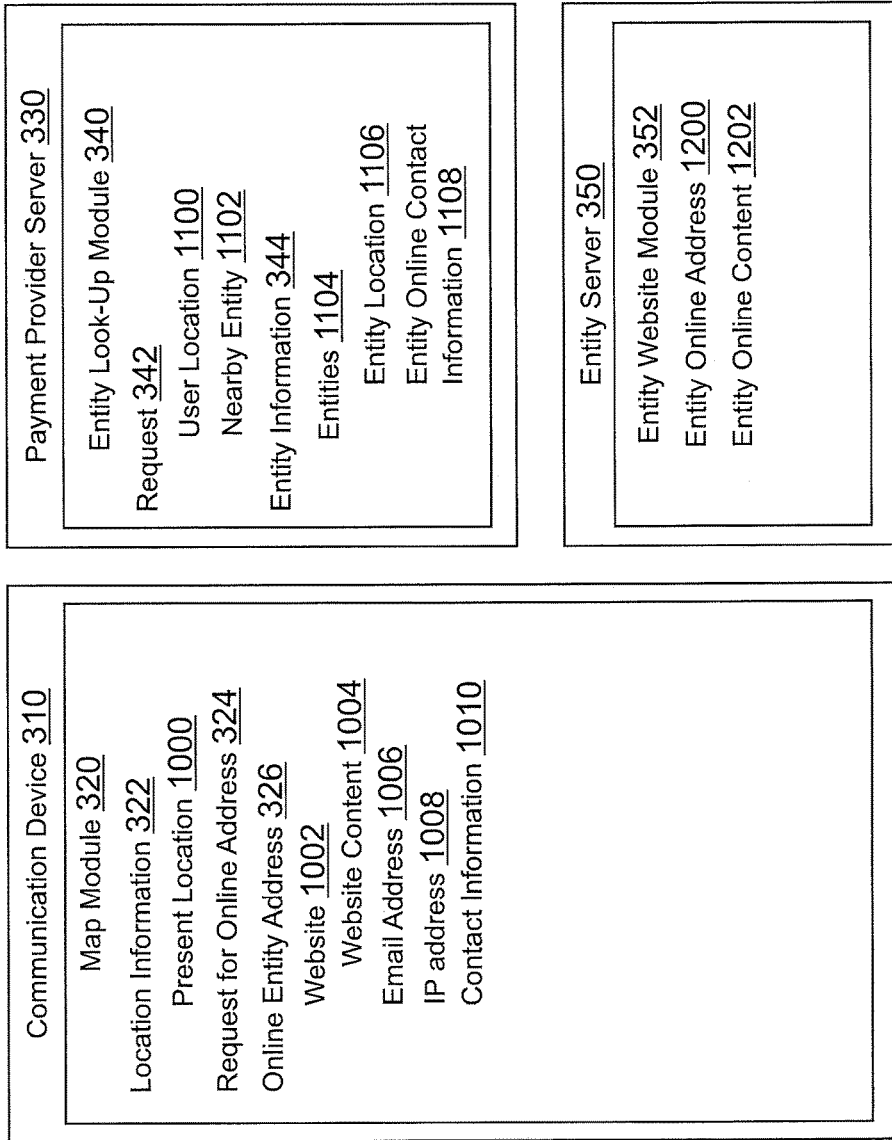 Communication Device 310
Map Module 320
Location Information 322
Present Location 1000
Request for Online Address 324
Online Entity Address 326
Website 1002
Website Content 1004
Email Address 1006
IP address 1008
Contact Information 1010
Payment Provider Server 330
Entity Look-Up Module 340
Request 342
User Location 1100
Nearby Entity 1102
Entity Information 344
Entities 1104
Entity Location 1106
Entity Online Contact
Information 1108
Entity Server 350
Entity Website Module 352
Entity Online Address 1200
Entity Online Content 1202